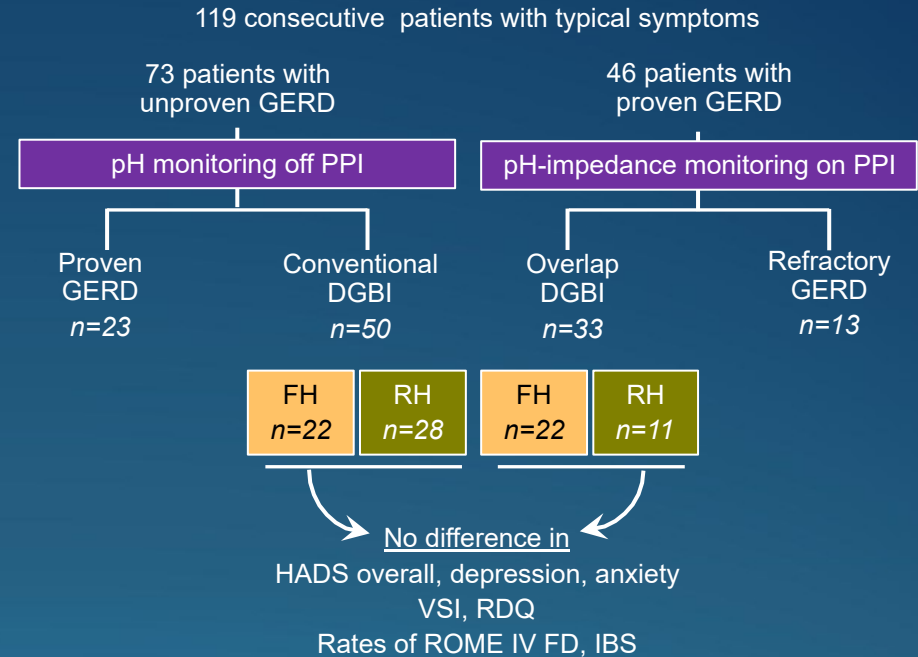 119 consecutive patients with typical symptoms
73 patients with
unproven GERD
46 patients with
proven GERD
pH monitoring off PPI
pH-impedance monitoring on PPI
Proven
GERD
n=23
Conventional
DGBI
n=50
Overlap
DGBI
n=33
Refractory
GERD
n=13
FH
n=22
RH
n=28
FH
n=22
RH
n=11
No difference in
HADS overall, depression, anxiety
VSI, RDQ
Rates of ROME IV FD, IBS